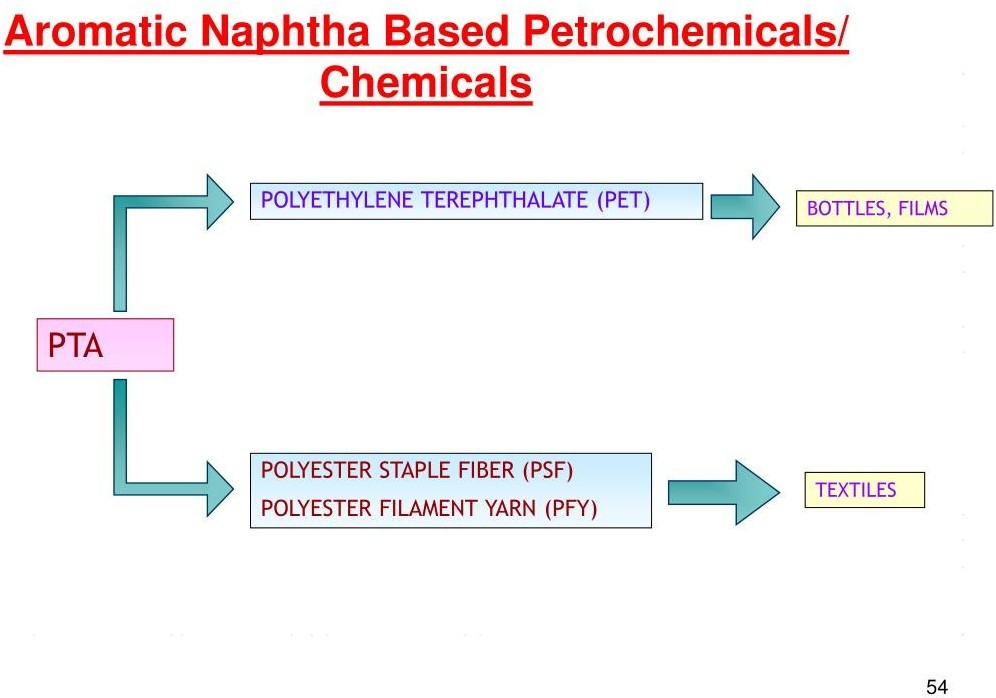 Aromatic Naphtha Based Petrochemicals/
Chemicals
POLYETHYLENE TEREPHTHALATE (PET)
BOTTLES, FILMS
PTA
POLYESTER STAPLE FIBER (PSF)
POLYESTER FILAMENT YARN (PFY)
TEXTILES
54